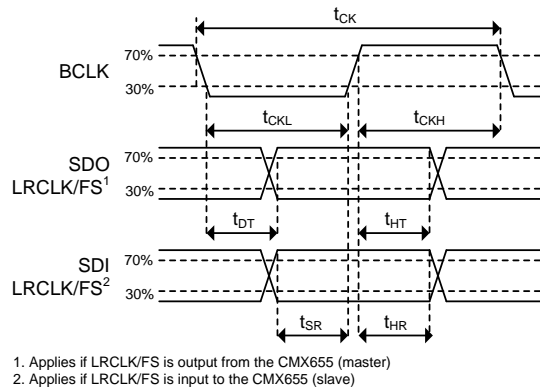 tCK
70%
BCLK
30%
tCKL
tCKH
SDO
70%
LRCLK/FS1
30%
tDT
tHT
SDI
70%
LRCLK/FS2
30%
tSR
tHR
1. Applies if LRCLK/FS is output from the CMX655 (master)
2. Applies if LRCLK/FS is input to the CMX655 (slave)